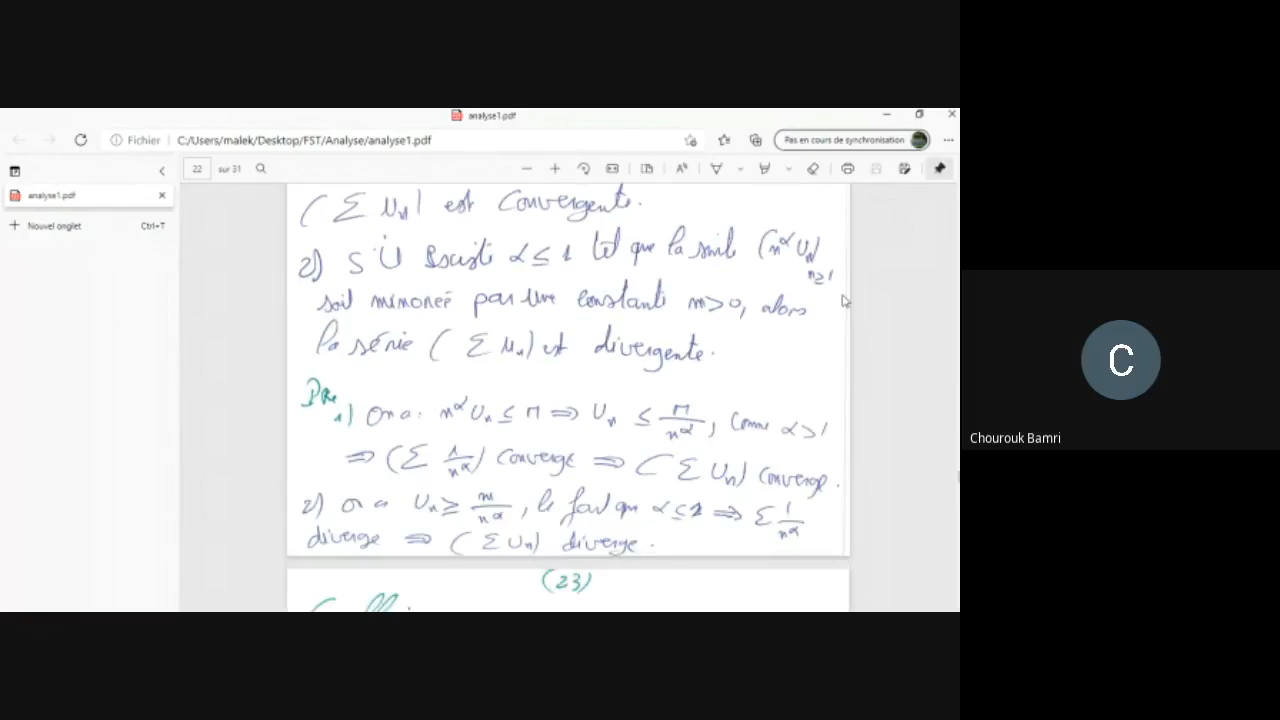 analyse1.pdf
Fichier
C:/Users/malek/Desktop/FST/Analyse/analyse1.pdf
Pas en cours de synchronisation
22 sur 31
analyse1.pdf
Nouvel onglet Ctrl+T
(Σ Uₙ) est Convergente.
2) S'il existe α ≤ 1 tel que la suite (n^α Uₙ)ₙ≥₁
soit minorée par une constante m > 0, alors
la série (Σ Uₙ) est divergente.
Pre
1) On a: n^α Uₙ ≤ M ⇒ Uₙ ≤ M/n^α, comme α > 1
⇒ (Σ 1/n^α) converge ⇒ (Σ Uₙ) converge.
2) on a Uₙ ≥ m/n^α, le fait que α ≤ 1 ⇒ Σ 1/n^α
diverge ⇒ (Σ Uₙ) diverge.
(23)
C
Chourouk Bamri